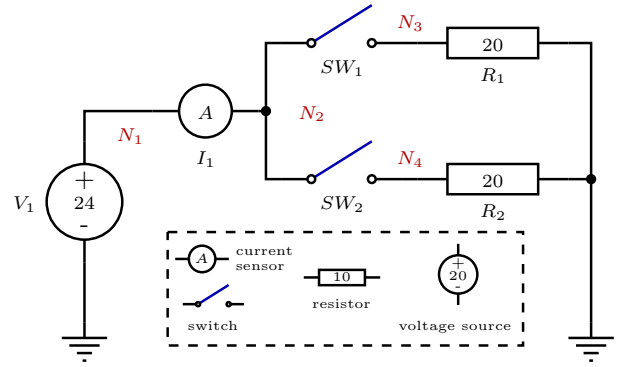 N3
20
SW1
R1
A
N2
N1
I1
N4
+
V1
24
-
20
SW2
R2
A
current
sensor
+
10
20
-
resistor
switch
voltage source